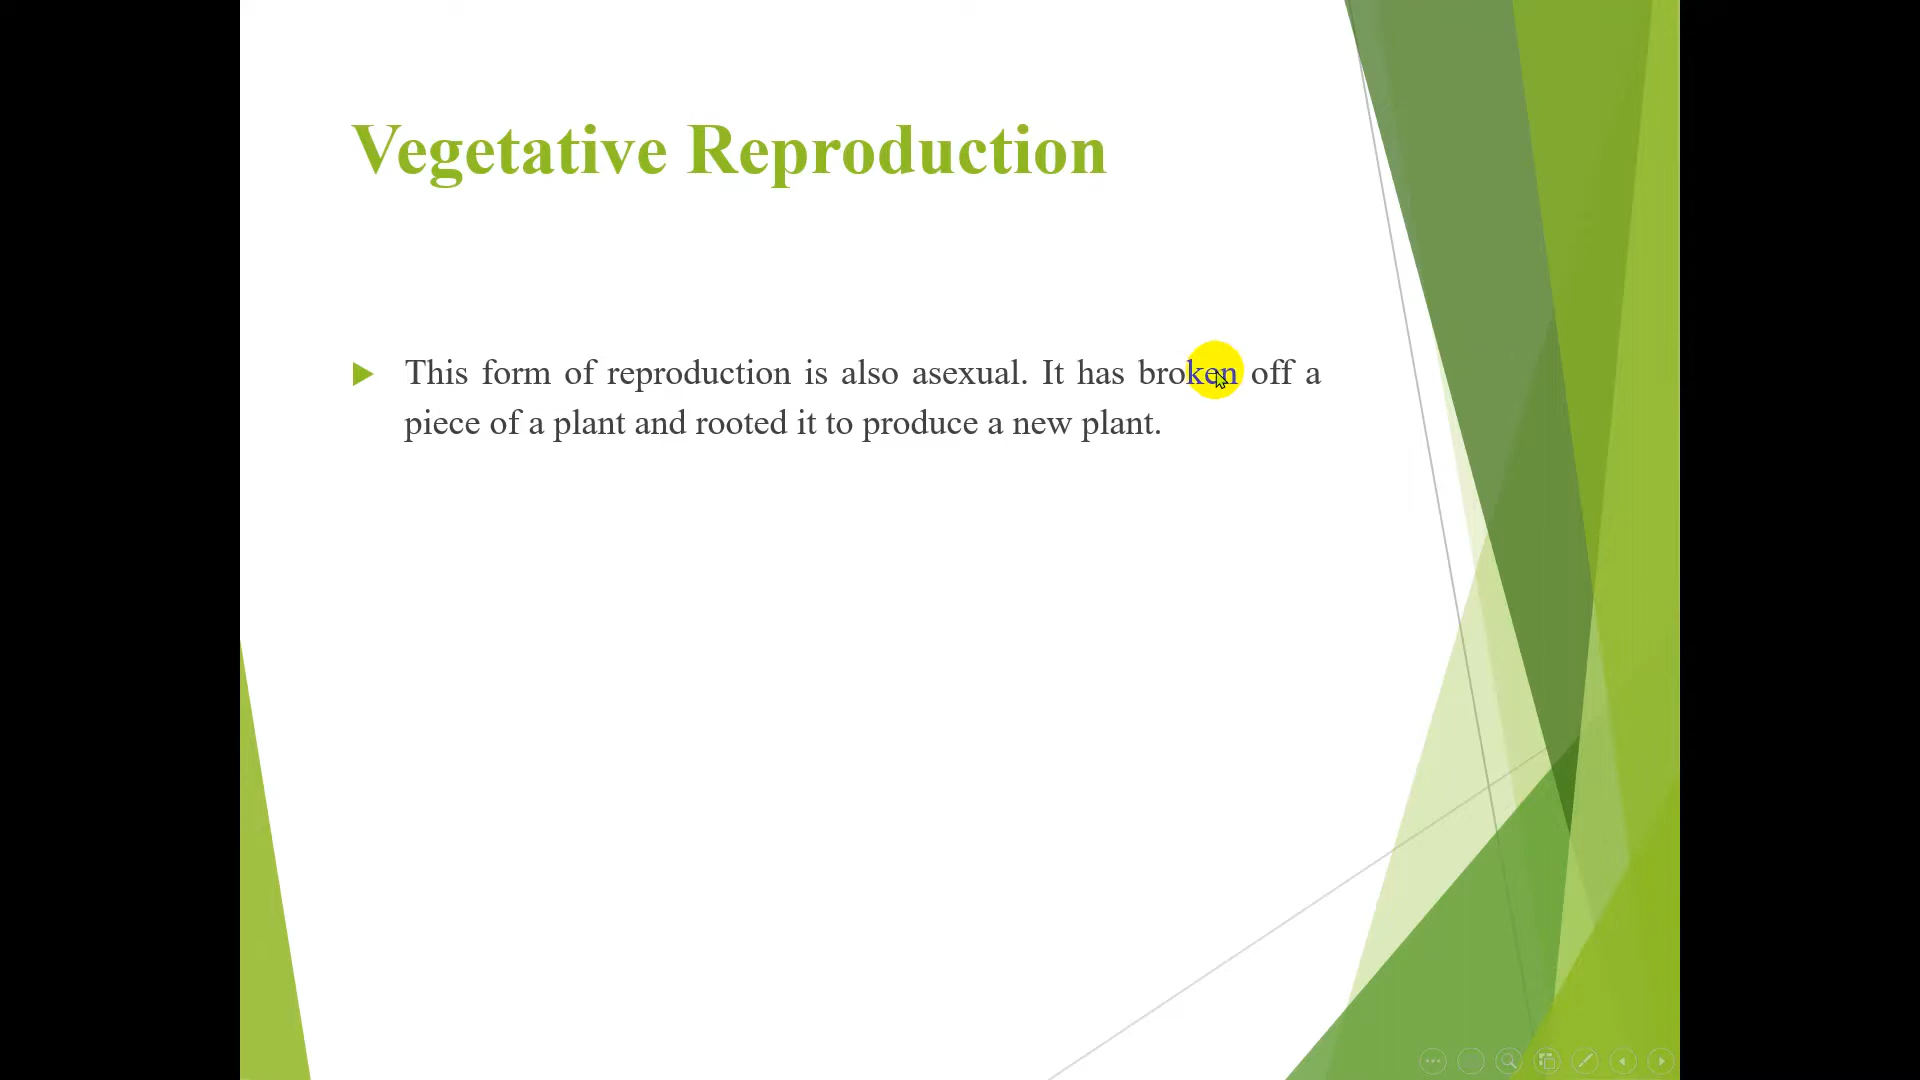 Vegetative Reproduction
This form of reproduction is also asexual. It has broken off a
piece of a plant and rooted it to produce a new plant.